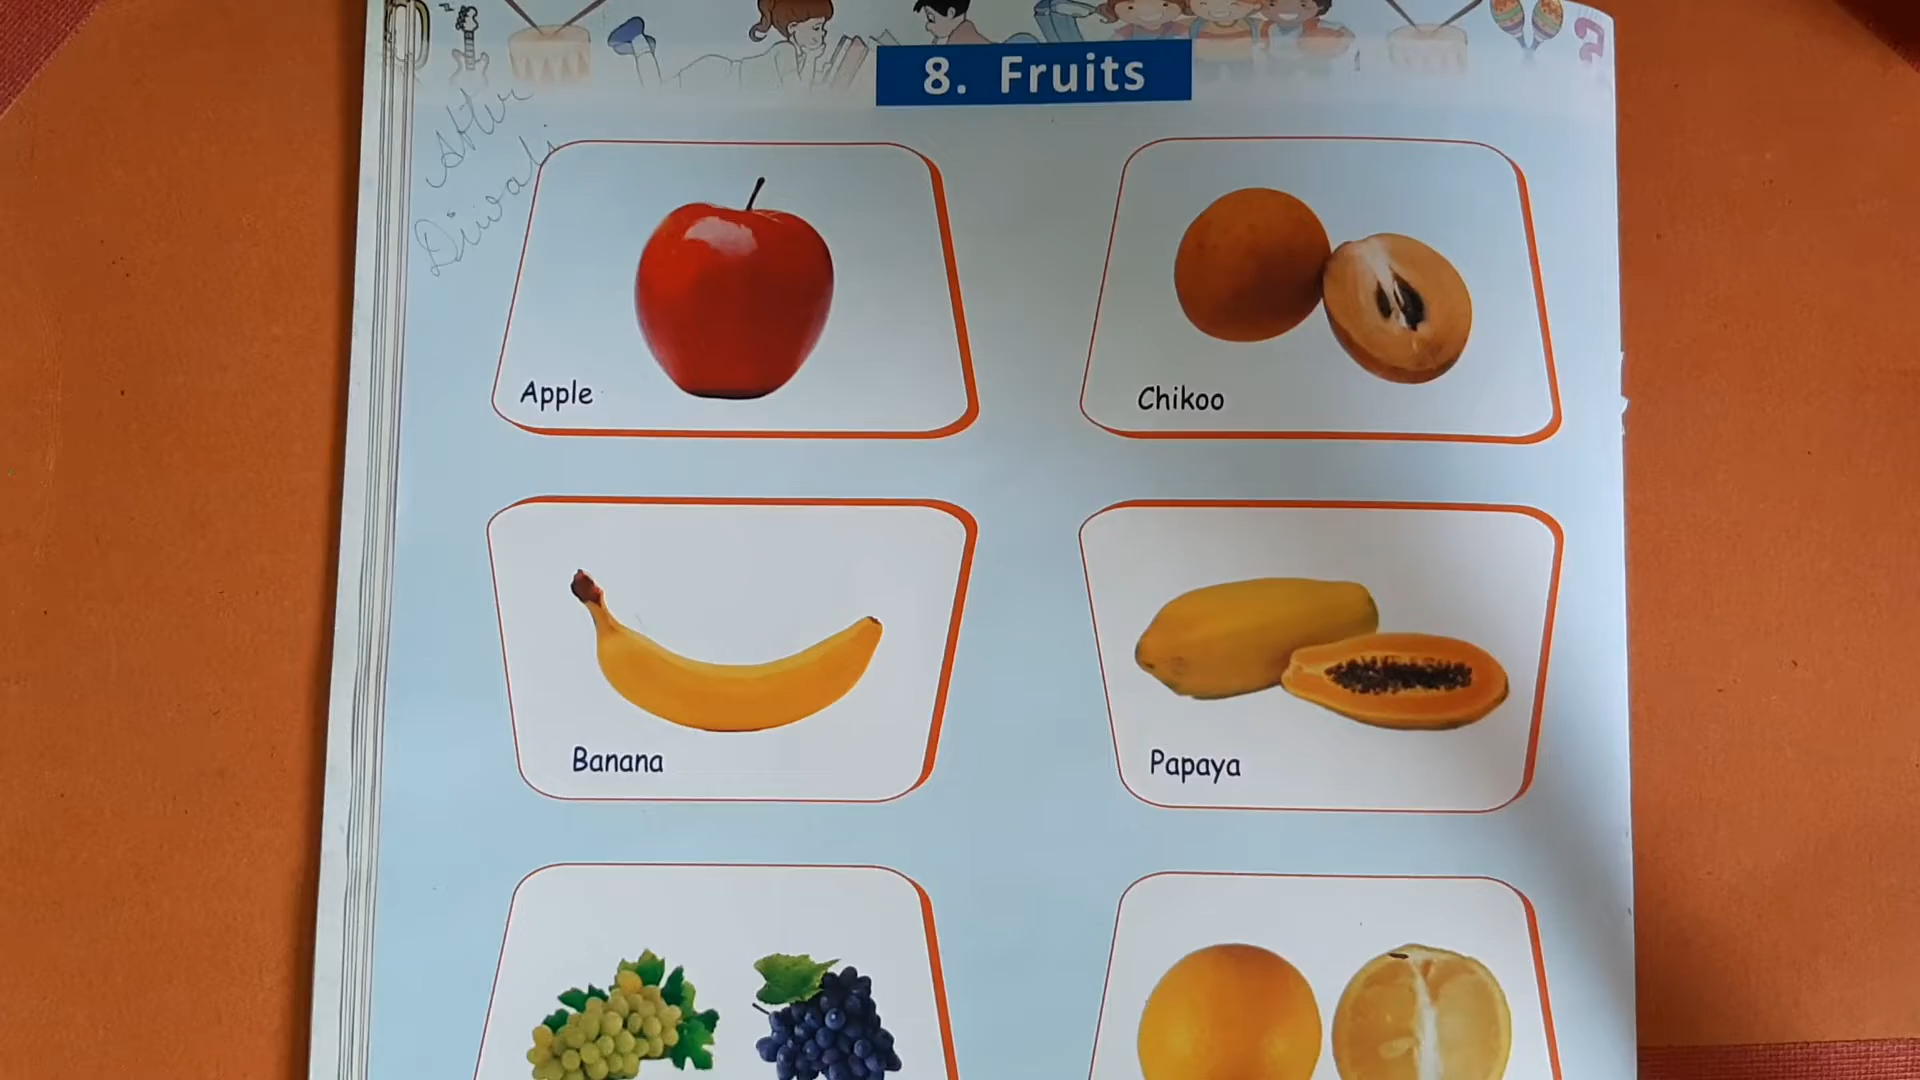 8. Fruits
After
Diwali
Apple
Chikoo
Banana
Papaya